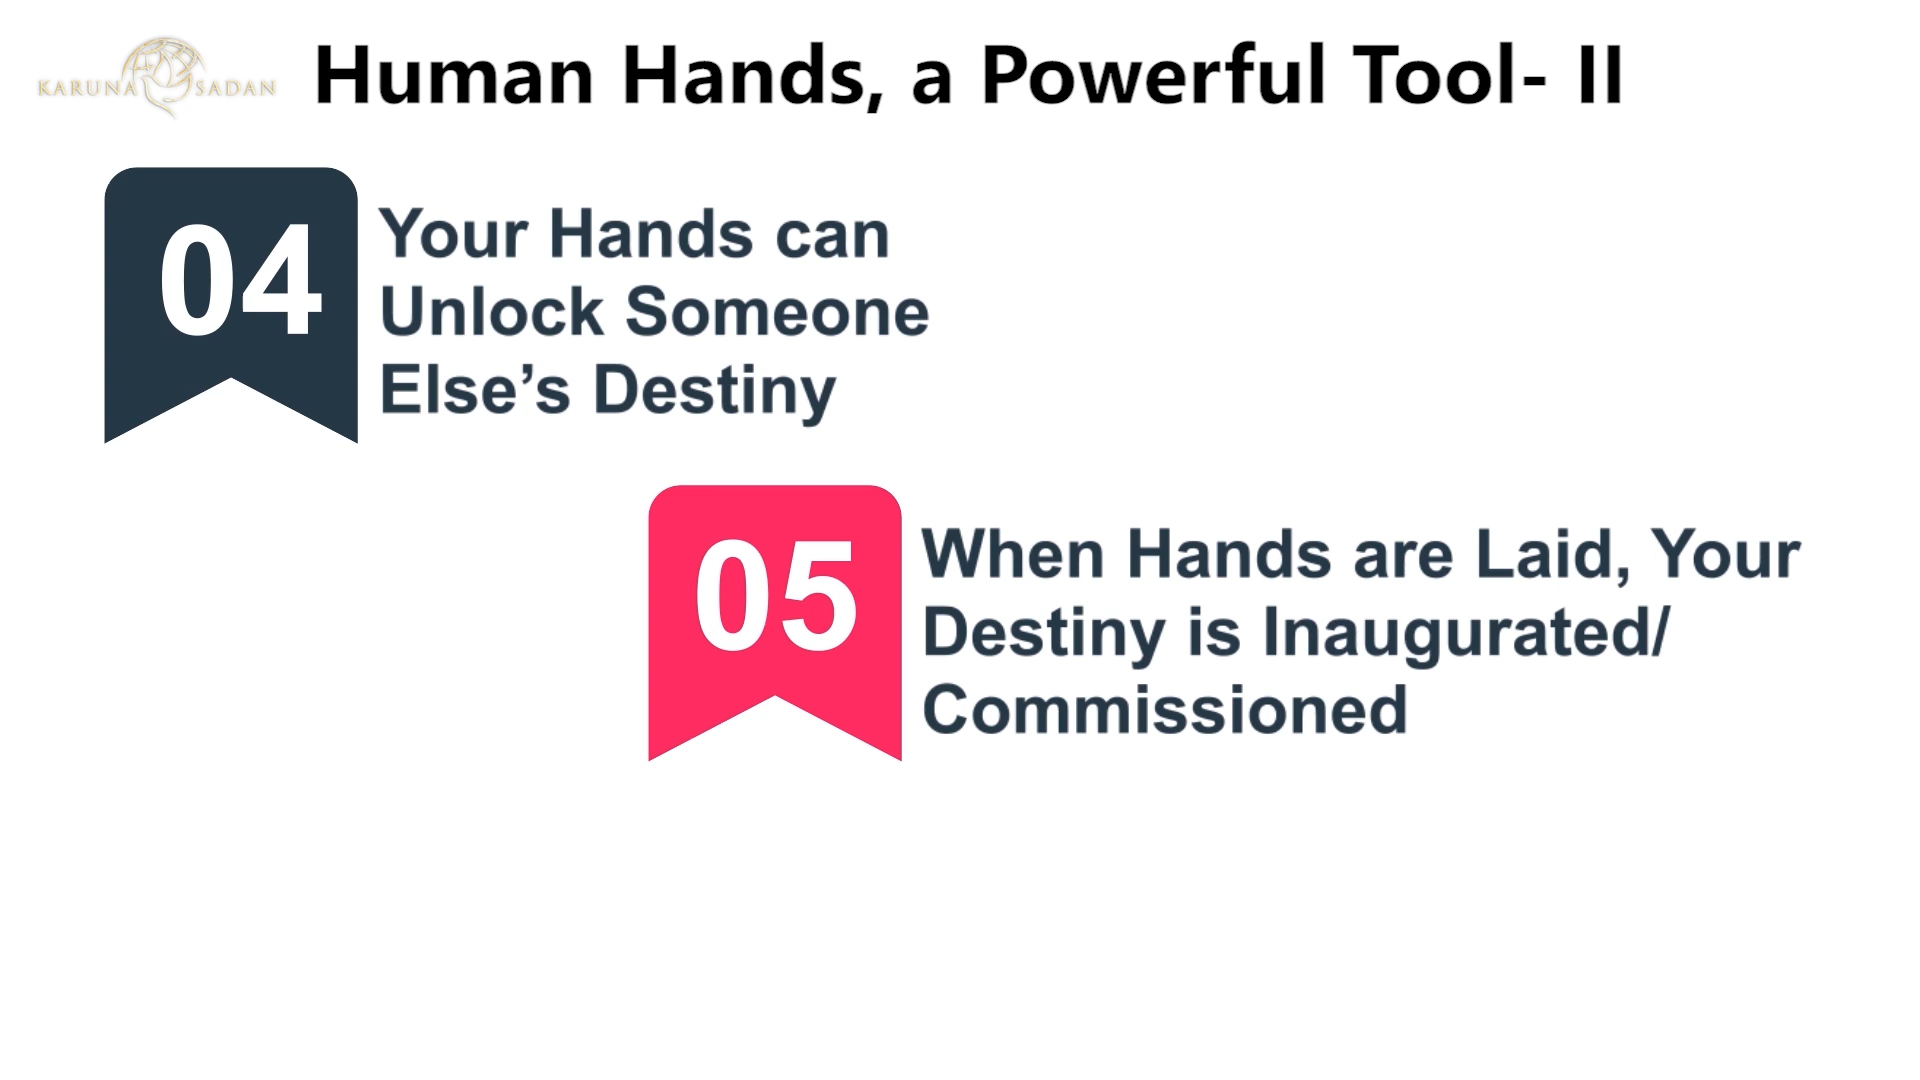 KARUNA SADAN
Human Hands, a Powerful Tool- II
04
Your Hands can
Unlock Someone
Else’s Destiny
05
When Hands are Laid, Your
Destiny is Inaugurated/
Commissioned